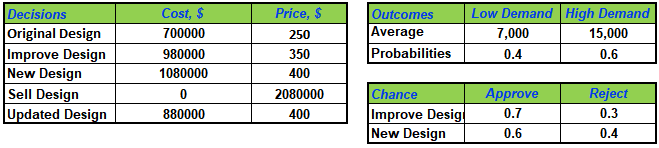 Decisions Cost, $ Price, $
Original Design 700000 250
Improve Design 980000 350
New Design 1080000 400
Sell Design 0 2080000
Updated Design 880000 400
Outcomes Low Demand High Demand
Average 7,000 15,000
Probabilities 0.4 0.6
Chance Approve Reject
Improve Desig 0.7 0.3
New Design 0.6 0.4